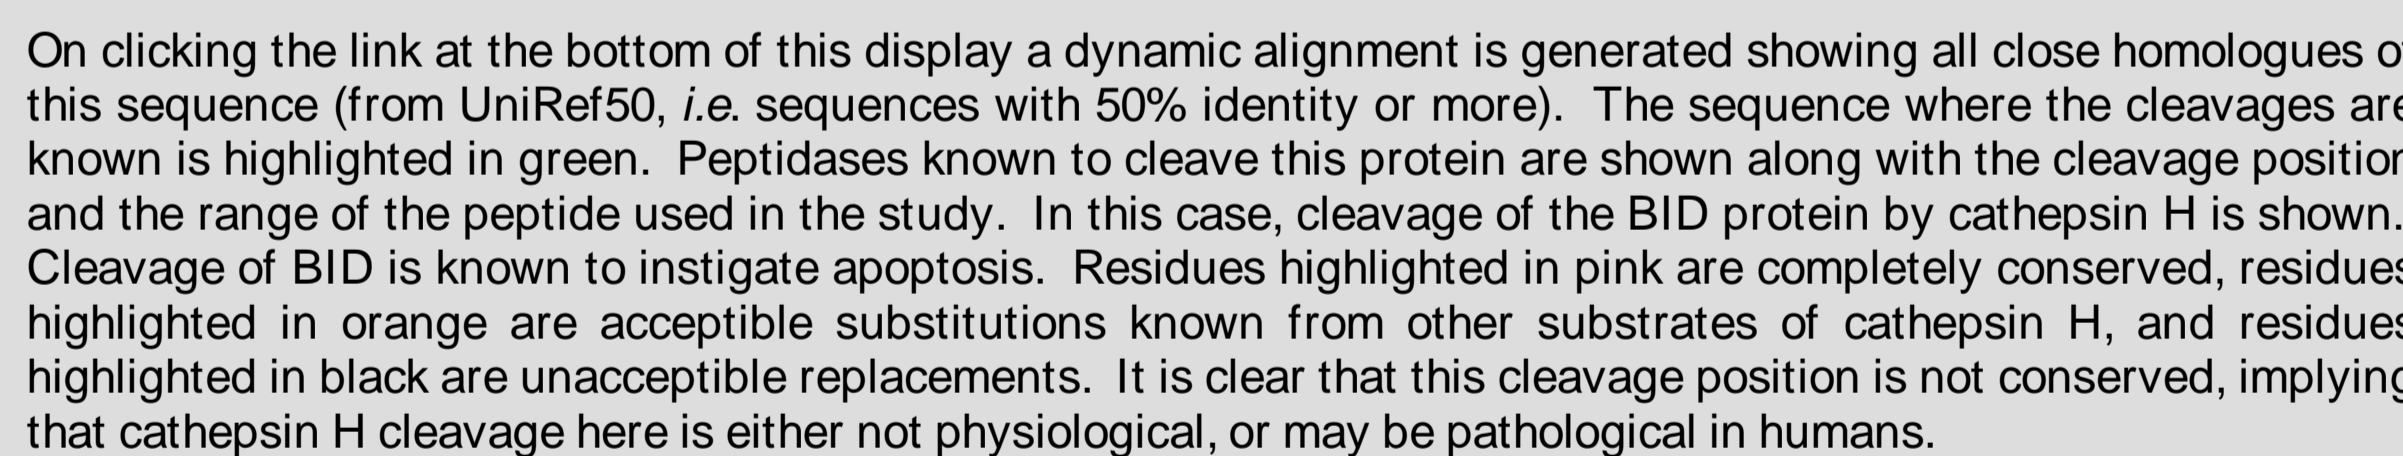 On clicking the link at the bottom of this display a dynamic alignment is generated showing all close homologues of
this sequence (from UniRef50, i.e. sequences with 50% identity or more).  The sequence where the cleavages are
known is highlighted in green.  Peptidases known to cleave this protein are shown along with the cleavage position
and the range of the peptide used in the study.  In this case, cleavage of the BID protein by cathepsin H is shown.
Cleavage of BID is known to instigate apoptosis.  Residues highlighted in pink are completely conserved, residues
highlighted in orange are acceptible substitutions known from other substrates of cathepsin H, and residues
highlighted in black are unacceptible replacements.  It is clear that this cleavage position is not conserved, implying
that cathepsin H cleavage here is either not physiological, or may be pathological in humans.